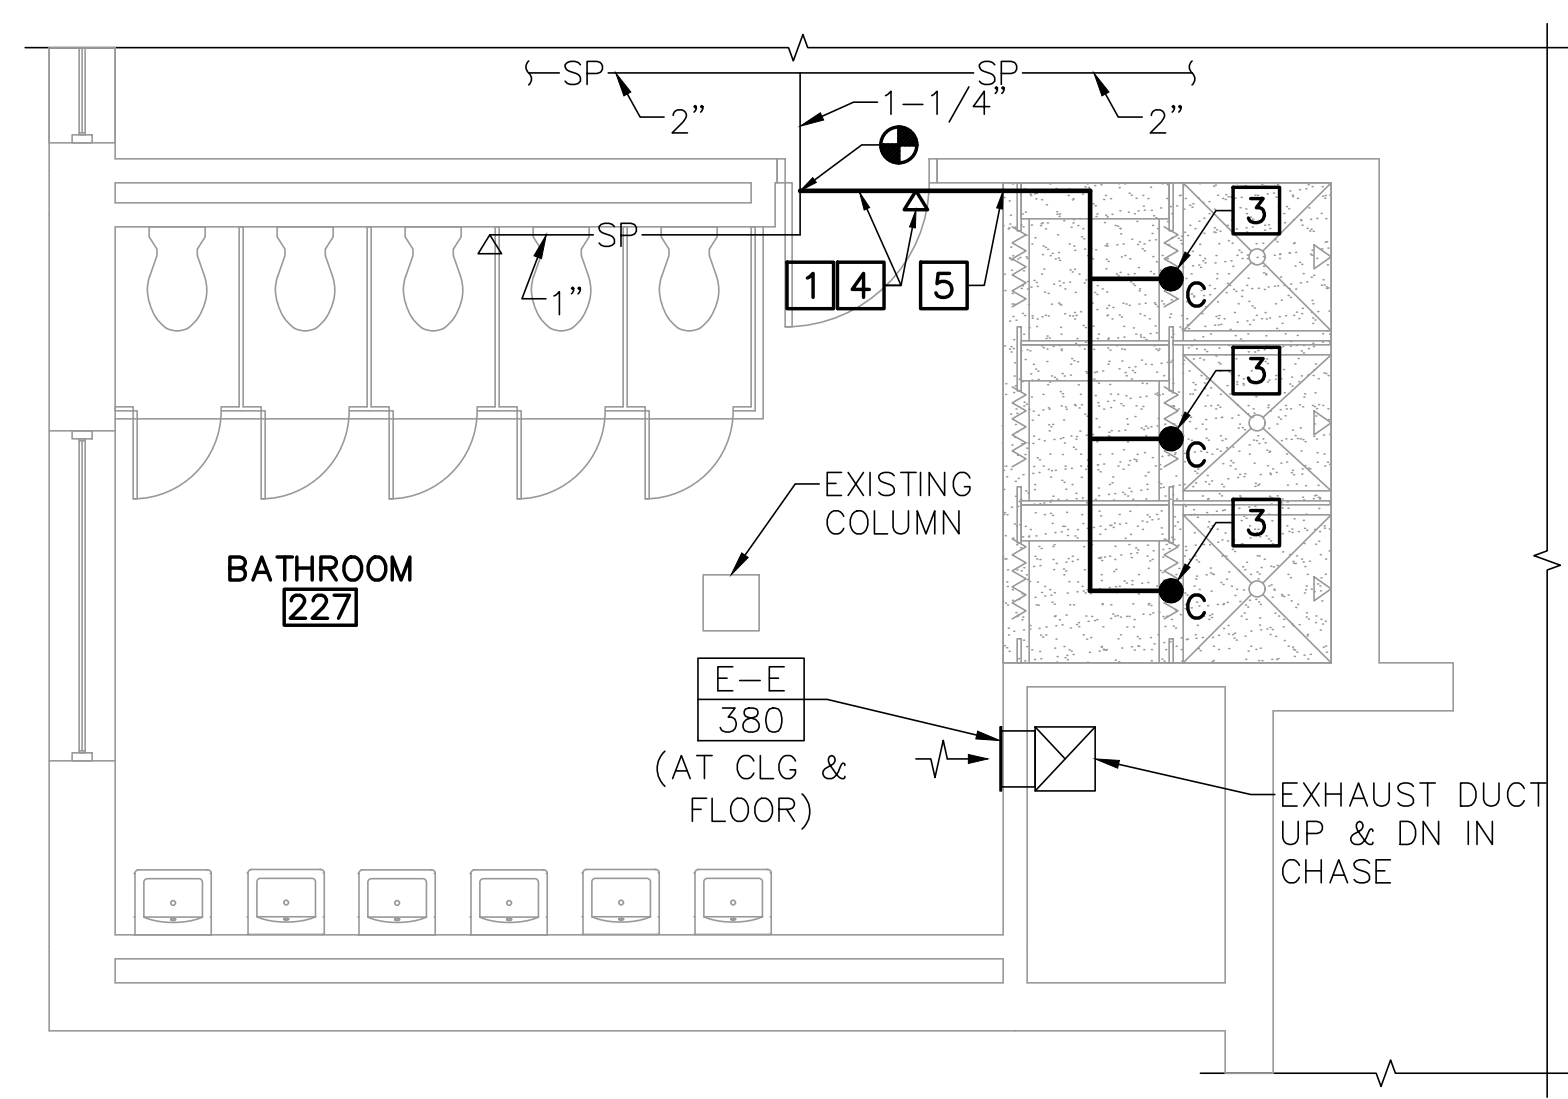 SP
SP
2”
1-1/4”
2”
3
SP
1 4 5
1”
C
3
C
EXISTING
COLUMN
3
BATHROOM
227
C
E-E
380
(AT CLG &
FLOOR)
EXHAUST DUCT
UP & DN IN
CHASE